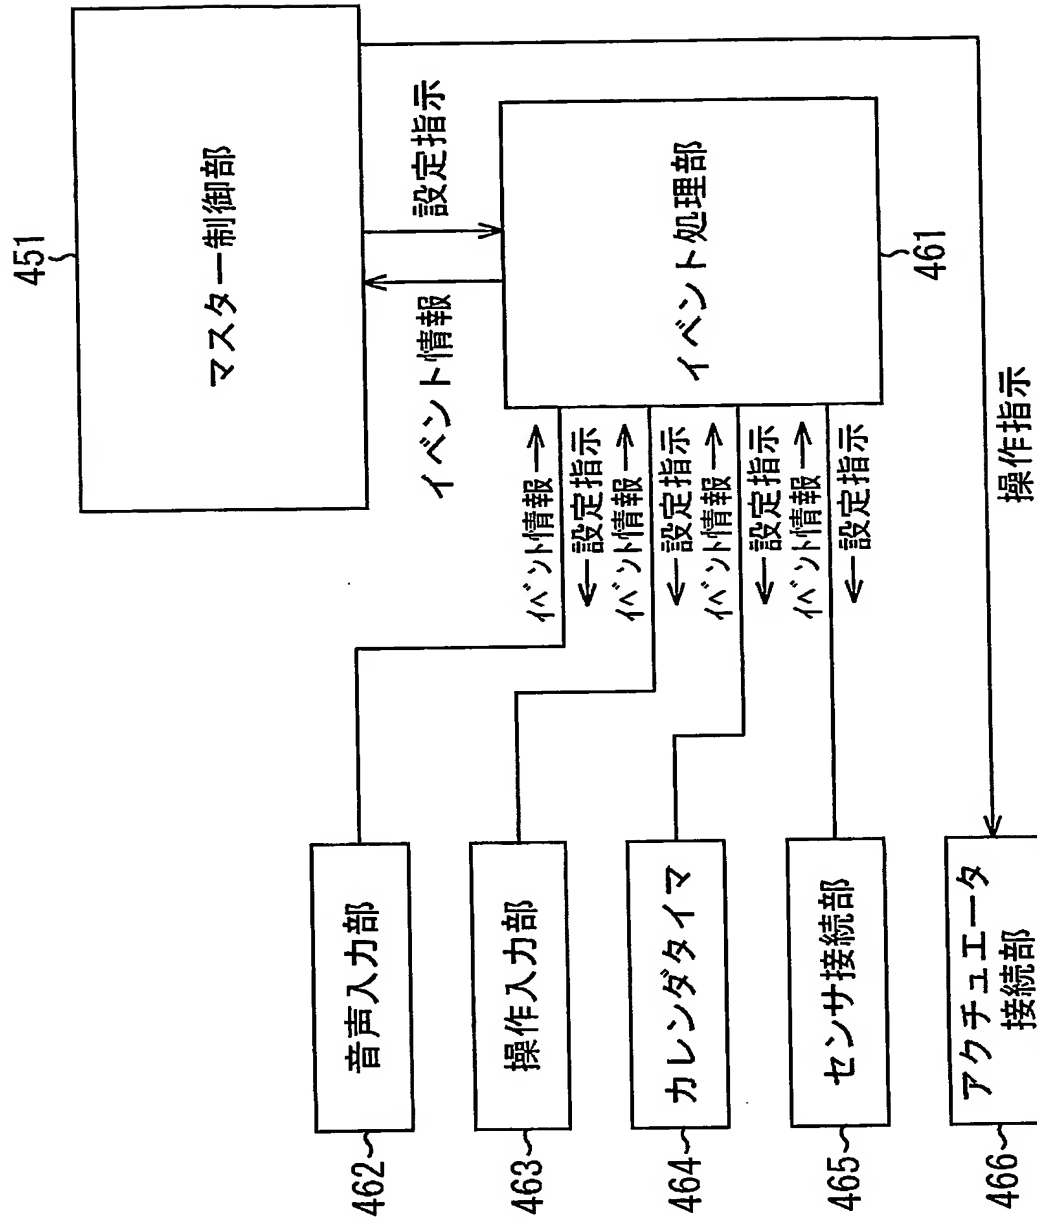 451
マスター制御部
イベント情報
設定指示
イベント処理部
461
462
音声入力部
イベント情報→
←設定指示
463
操作入力部
イベント情報→
←設定指示
464
カレンダタイマ
イベント情報→
←設定指示
465
センサ接続部
イベント情報→
←設定指示
466
アクチュエータ
接続部
操作指示